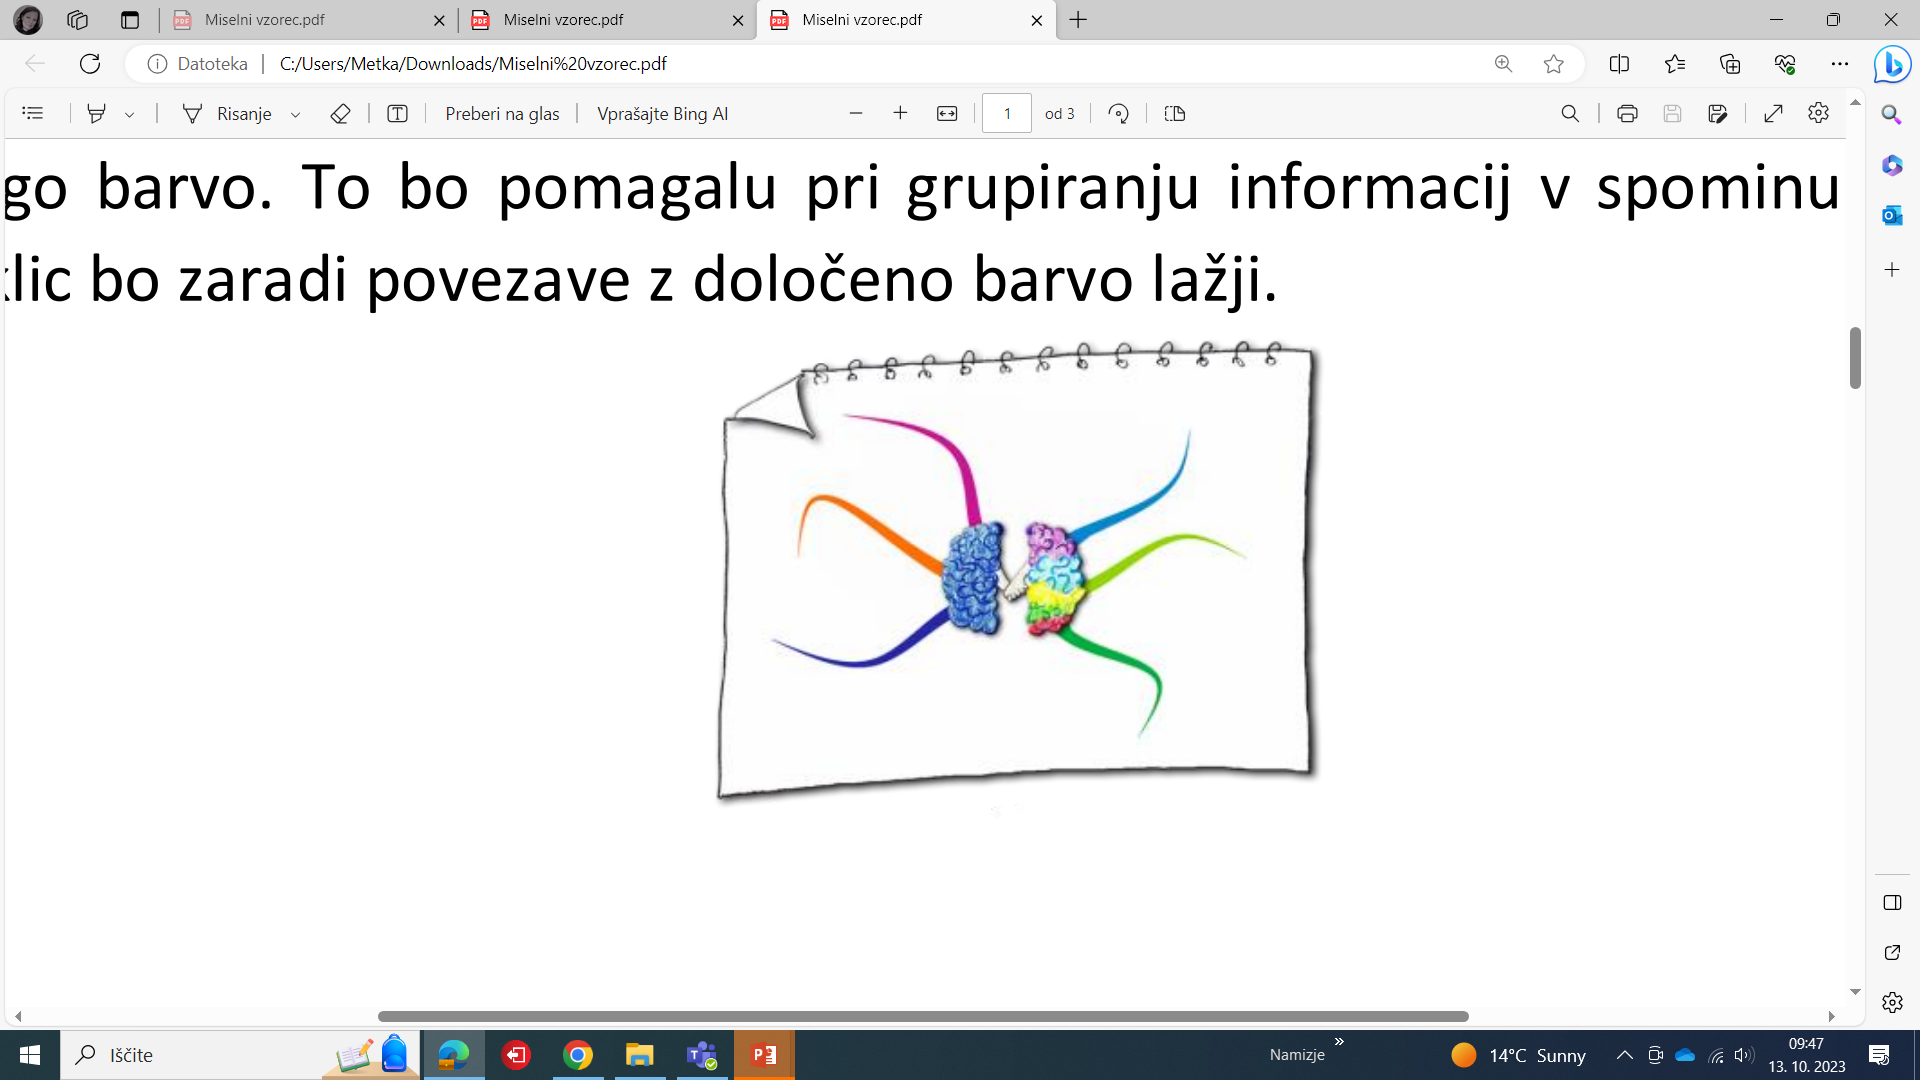 Miselni vzorec.pdf
Miselni vzorec.pdf
Miselni vzorec.pdf
Datoteka
C:/Users/Metka/Downloads/Miselni%20vzorec.pdf
Risanje
Preberi na glas
Vprašajte Bing AI
1
od 3
go barvo. To bo pomagalu pri grupiranju informacij v spominu
klic bo zaradi povezave z določeno barvo lažji.
Iščite
Namizje
14°C Sunny
09:47
13. 10. 2023